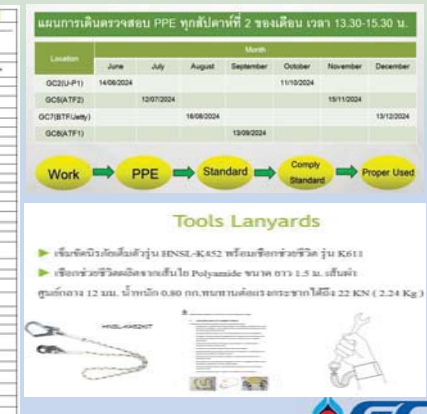 แผนการเดินตรวจสอบ PPE ทุกสัปดาห์ที่ 2 ของเดือน เวลา 13.30-15.30 น.
Location Month
June July August September October November December
GC2(U-P1) 14/06/2024 11/10/2024
GC5(ATF2) 12/07/2024 15/11/2024
GC7(BTF/Jetty) 16/08/2024 13/12/2024
GC8(ATF1) 13/09/2024
Work PPE Standard Comply Standard Proper Used
Tools Lanyards
เข็มขัดนิรภัยเต็มตัวรุ่น HNSL-K452 พร้อมเชือกช่วยชีวิต รุ่น K611
เชือกช่วยชีวิตผลิตจากเส้นใย Polyamide ขนาด ยาว 1.5 ม. เส้นผ่า
ศูนย์กลาง 12 มม. น้ำหนัก 0.80 กก.ทนทานต่อแรงกระชากได้ถึง 22 KN ( 2.24 Kg )